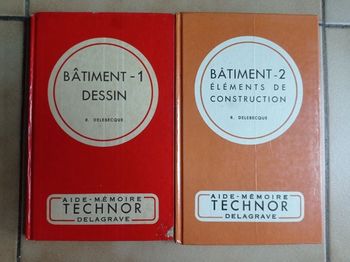 BÂTIMENT-1
DESSIN
R. DELEBECQUE
AIDE-MÉMOIRE
TECHNOR
DELAGRAVE
BÂTIMENT-2
ÉLÉMENTS DE
CONSTRUCTION
R. DELEBECQUE
AIDE-MÉMOIRE
TECHNOR
DELAGRAVE